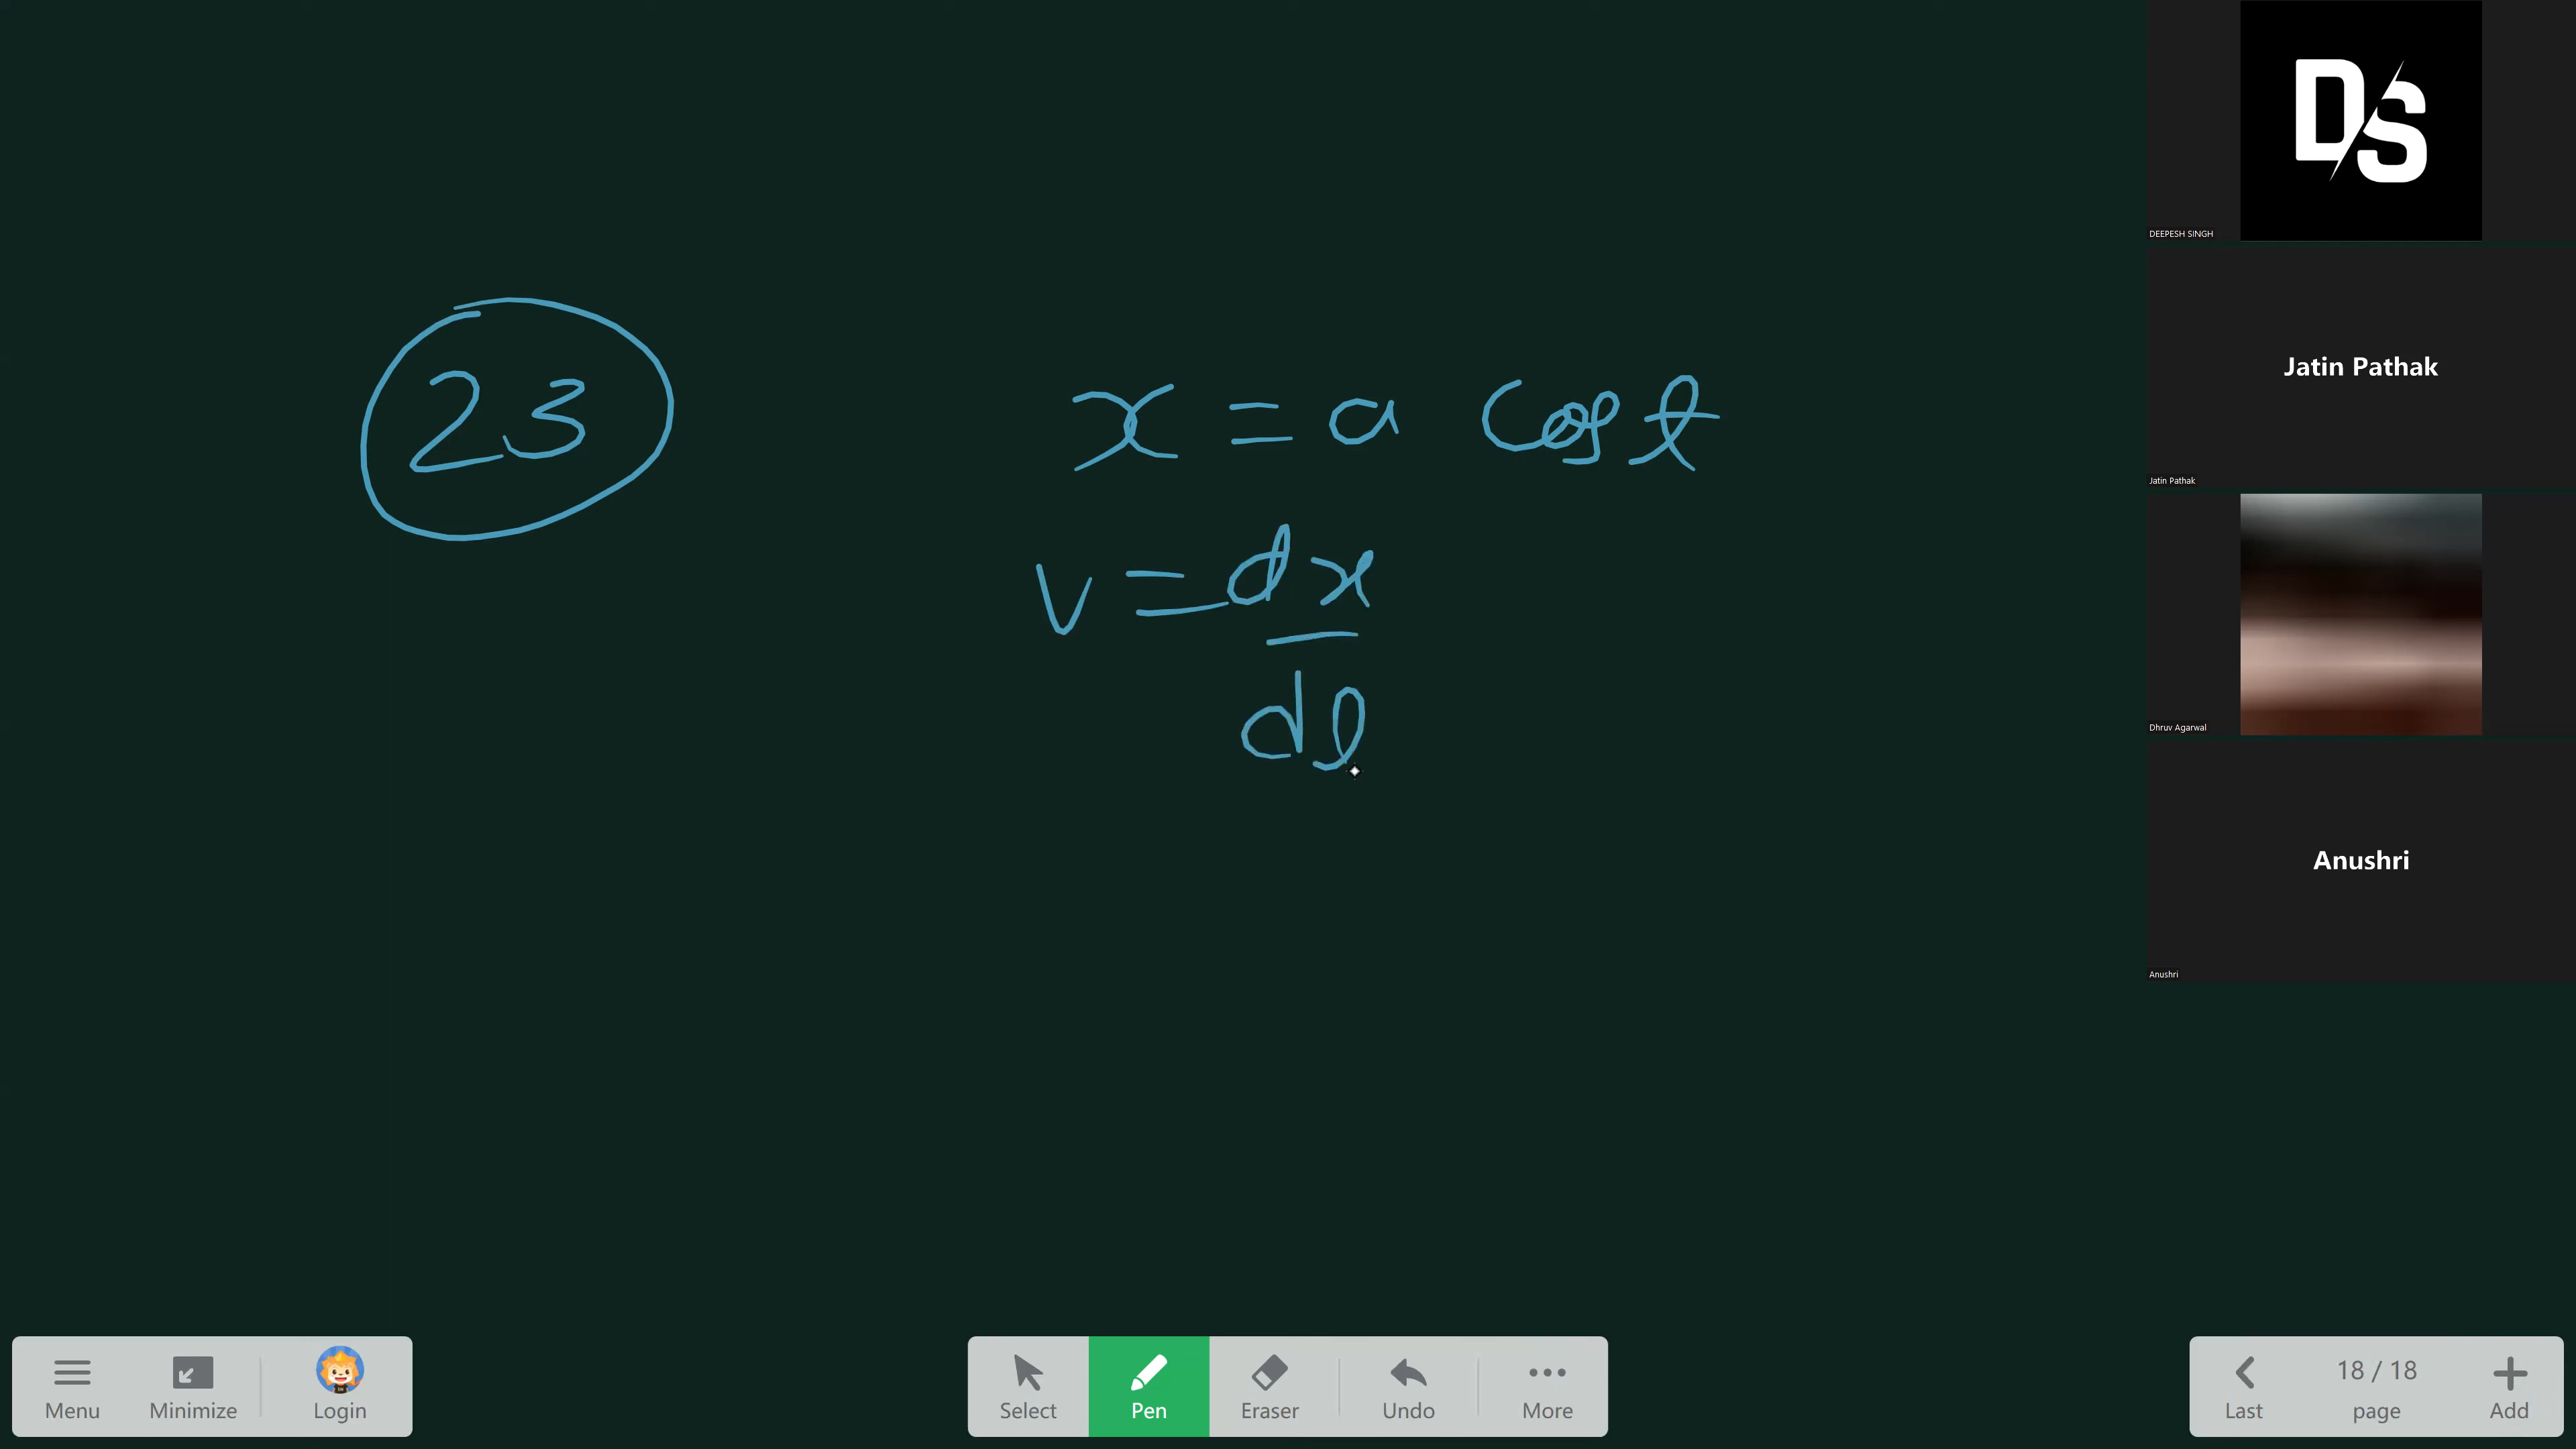 DS
DEEPESH SINGH
Jatin Pathak
Jatin Pathak
Dhruv Agarwal
Anushri
Anushri
23
x = a cos t
v = dx
dt
Menu
Minimize
Login
Select
Pen
Eraser
Undo
More
Last
18 / 18
page
Add